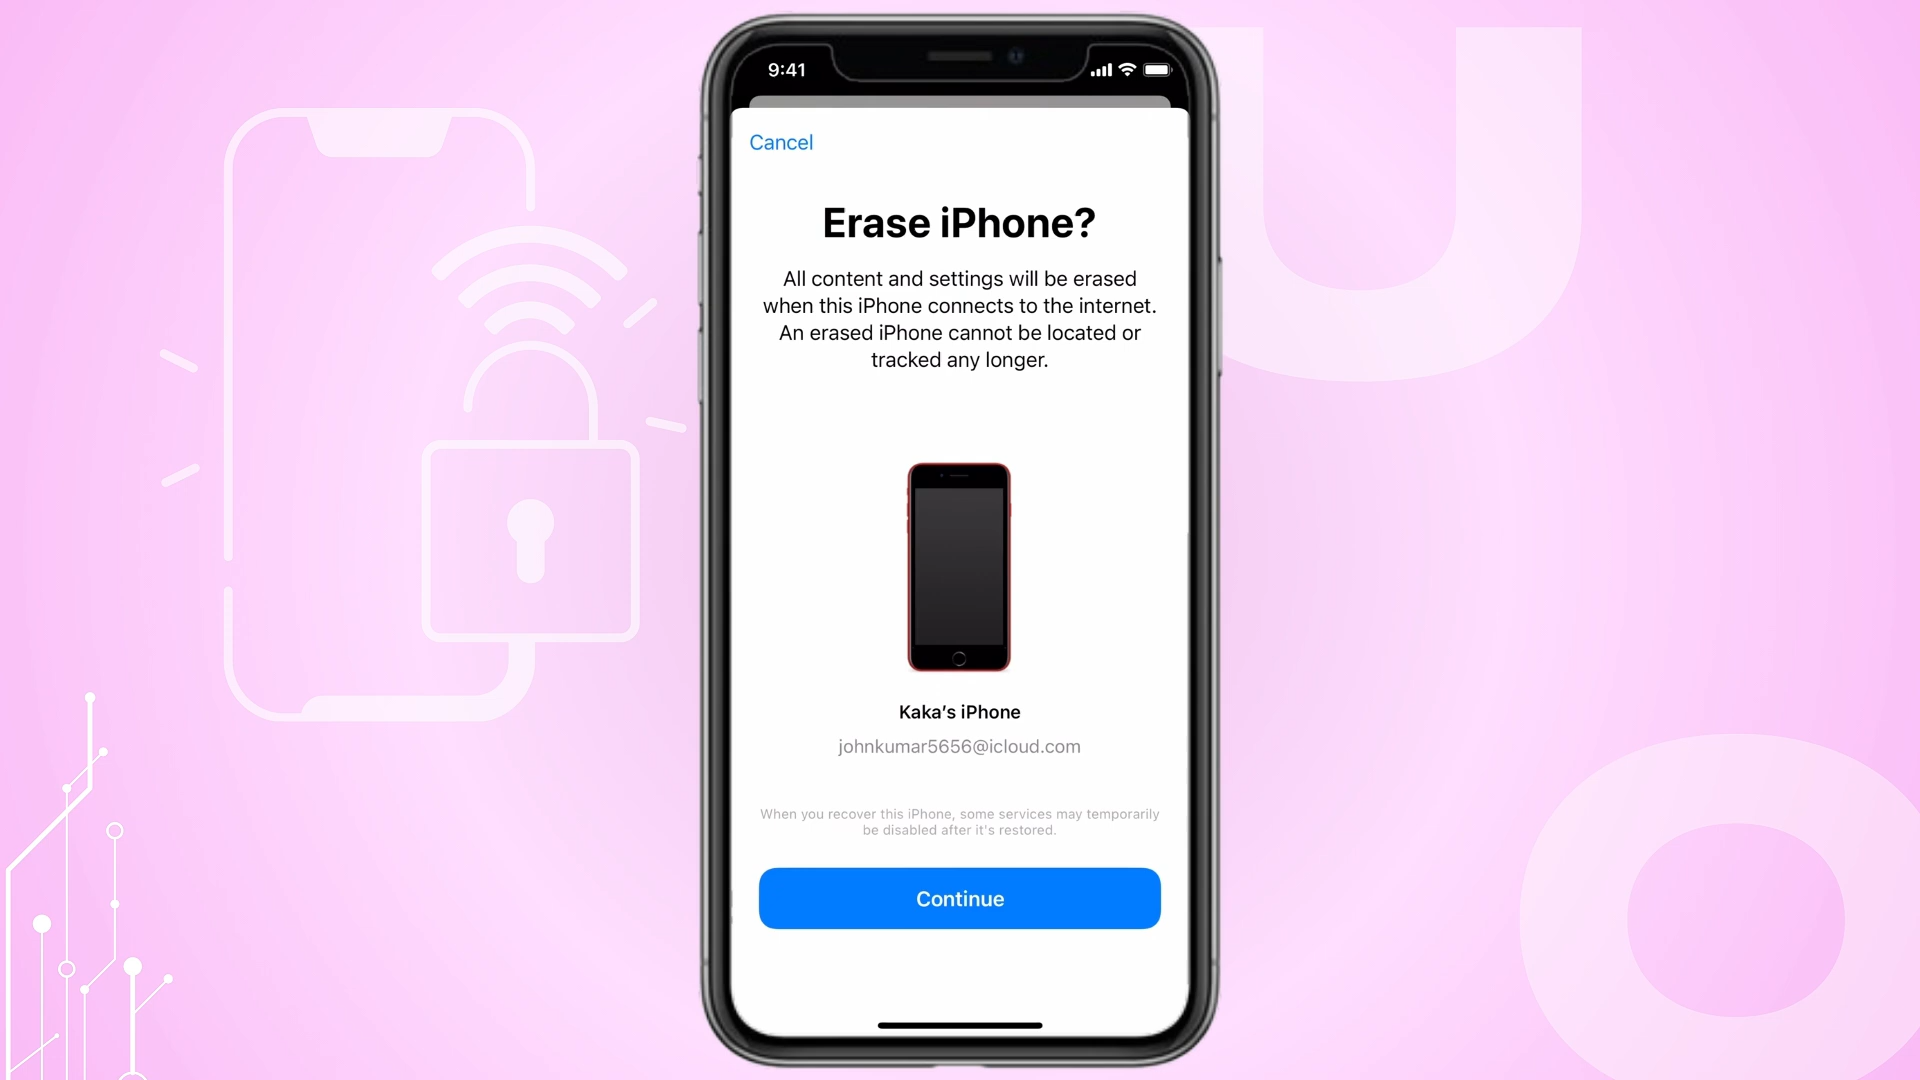 9:41
Cancel
Erase iPhone?
All content and settings will be erased
when this iPhone connects to the internet.
An erased iPhone cannot be located or
tracked any longer.
Kaka’s iPhone
johnkumar5656@icloud.com
When you recover this iPhone, some services may temporarily
be disabled after it's restored.
Continue